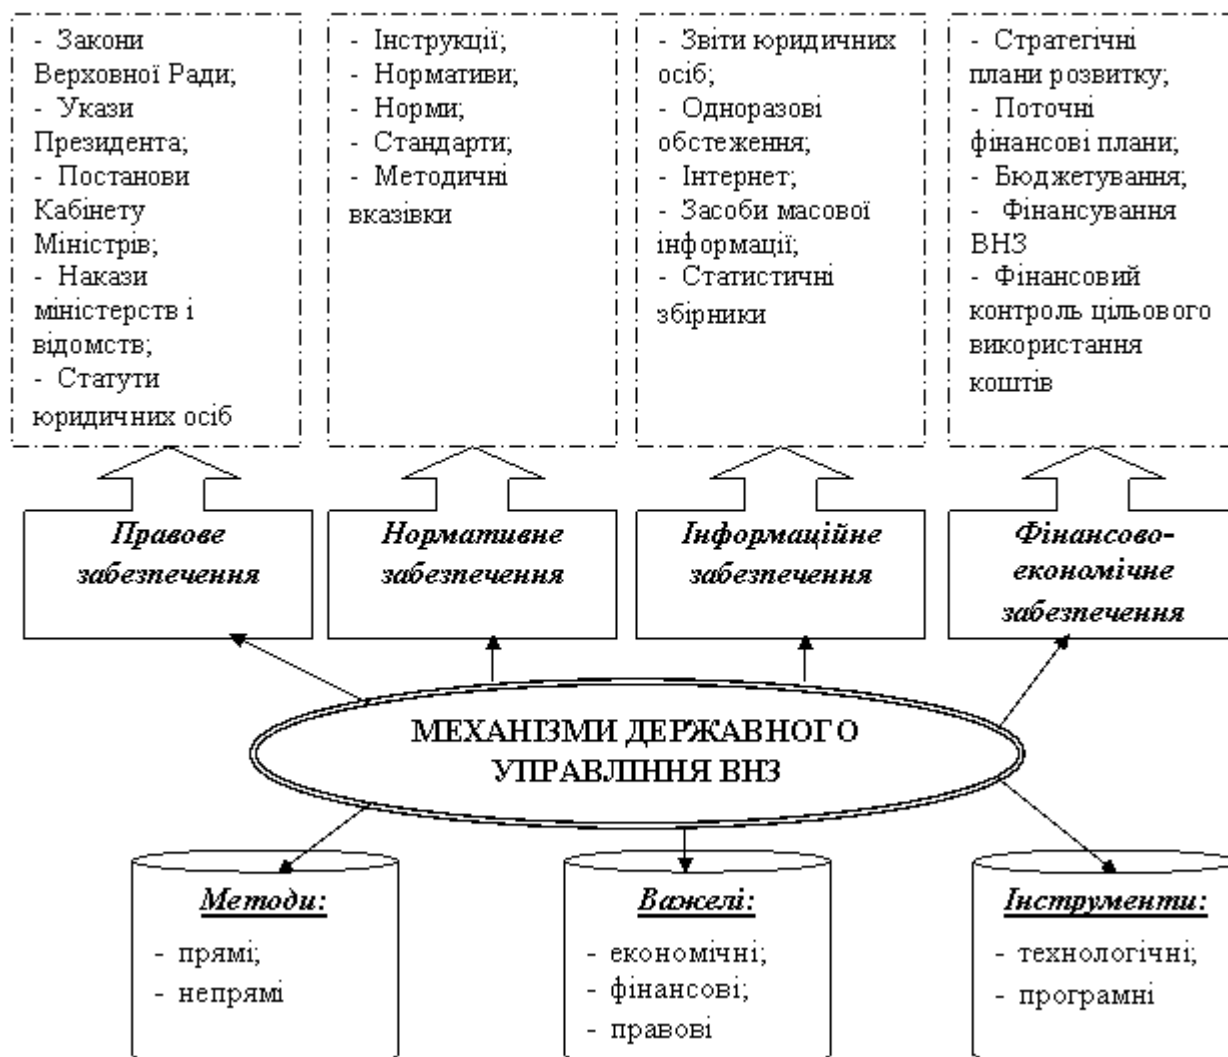 - Закони
Верховної Ради;
- Укази
Президента;
- Постанови
Кабінету
Міністрів;
- Накази
міністерств і
відомств;
- Статути
юридичних осіб
- Інструкції;
- Нормативи;
- Норми;
- Стандарти;
- Методичні
вказівки
- Звіти юридичних
осіб;
- Одноразові
обстеження;
- Інтернет;
- Засоби масової
інформації;
- Статистичні
збірники
- Стратегічні
плани розвитку;
- Поточні
фінансові плани;
- Бюджетування;
- Фінансування
ВНЗ
- Фінансовий
контроль цільового
використання
коштів
Правове
забезпечення
Нормативне
забезпечення
Інформаційне
забезпечення
Фінансово-
економічне
забезпечення
МЕХАНІЗМИ ДЕРЖАВНОГО
УПРАВЛІННЯ ВНЗ
Методи:
- прямі;
- непрямі
Важелі:
- економічні;
- фінансові;
- правові
Інструменти:
- технологічні;
- програмні